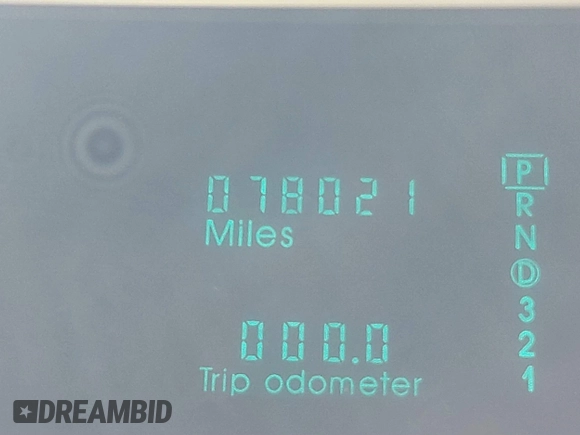 078021
Miles
000.0
Trip odometer
P
R
N
D
3
2
1
DREAMBID